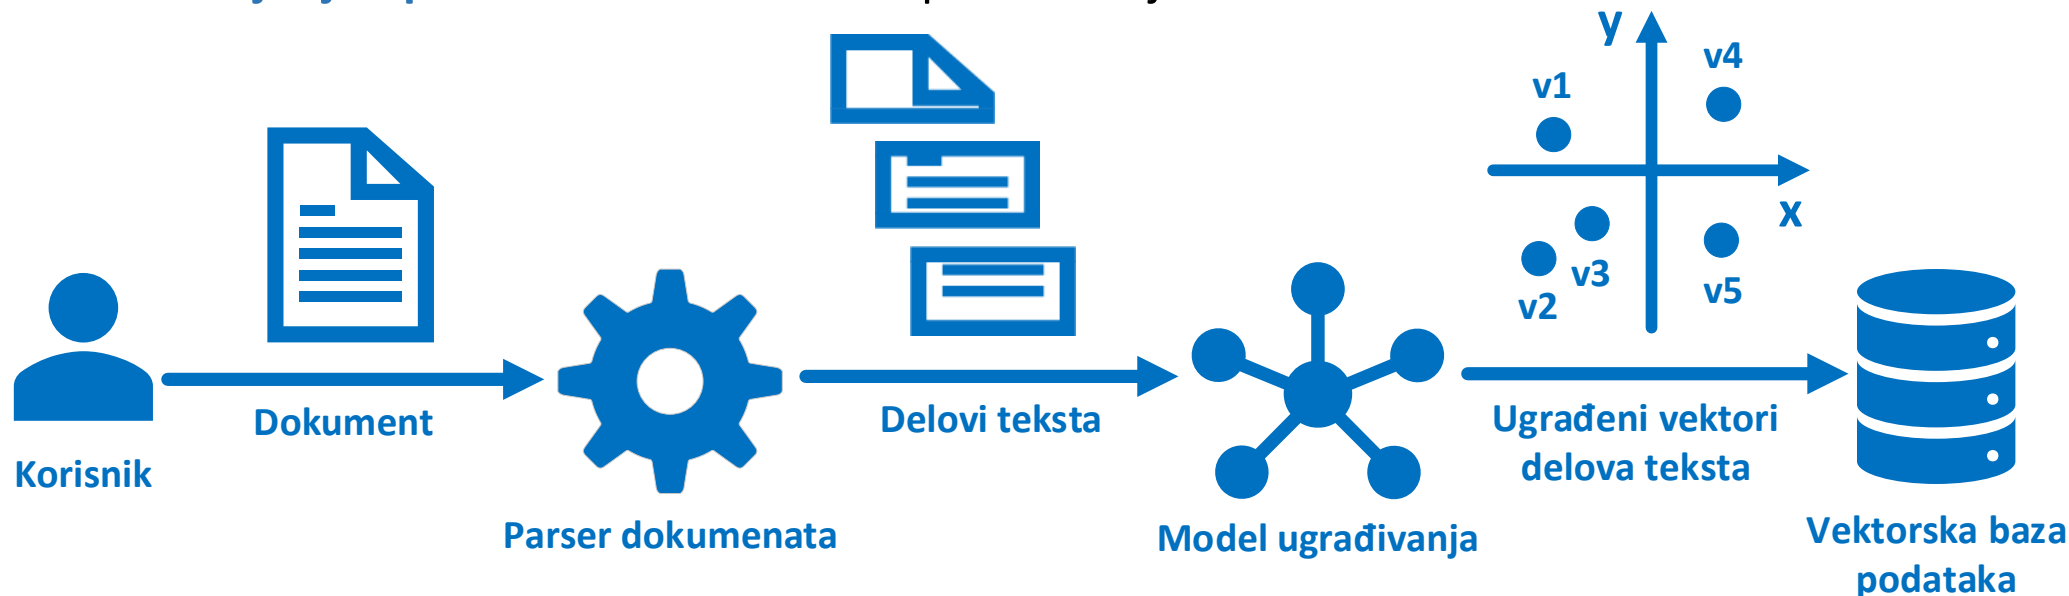 y
v4
v1
x
v3
v2
v5
Dokument
Delovi teksta
Ugrađeni vektori
delova teksta
Korisnik
Parser dokumenata
Model ugrađivanja
Vektorska baza
podataka